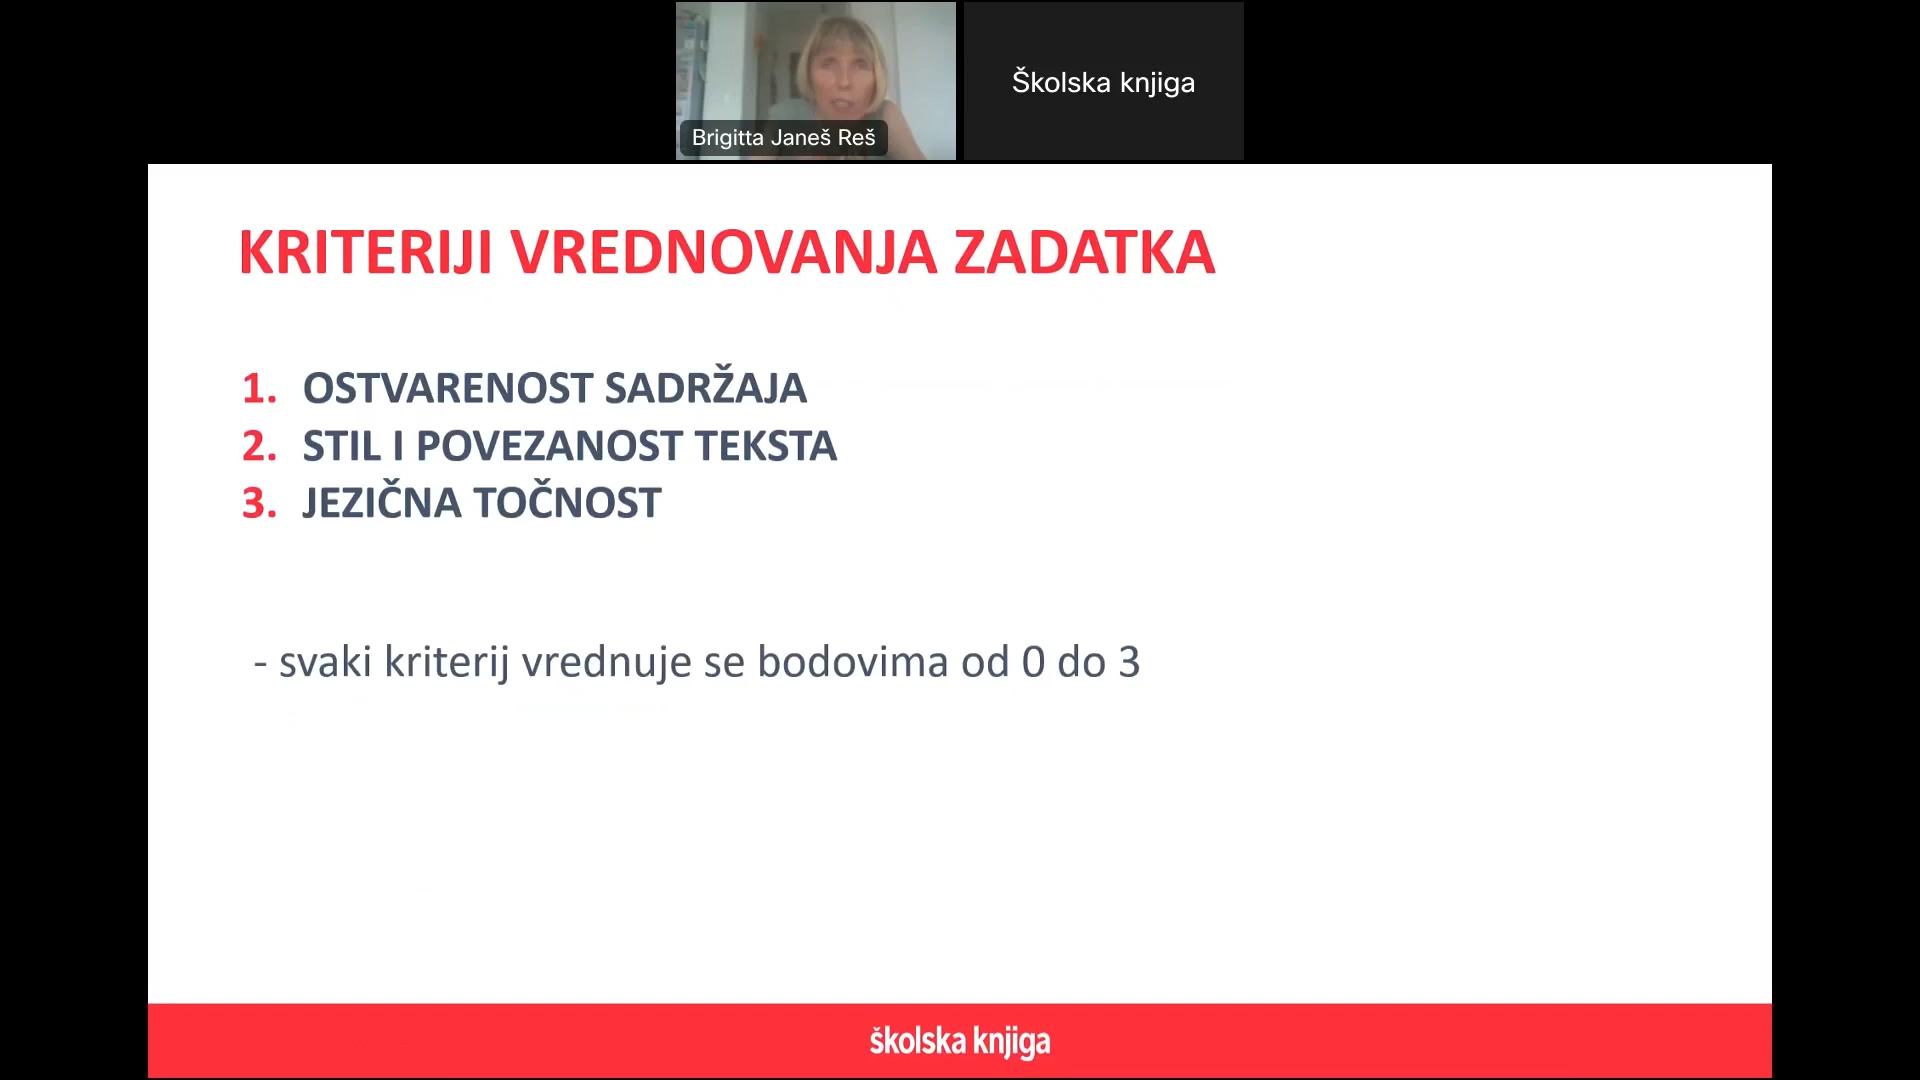 Brigitta Janeš Reš
Školska knjiga
KRITERIJI VREDNOVANJA ZADATKA
1. OSTVARENOST SADRŽAJA
2. STIL I POVEZANOST TEKSTA
3. JEZIČNA TOČNOST
- svaki kriterij vrednuje se bodovima od 0 do 3
školska knjiga